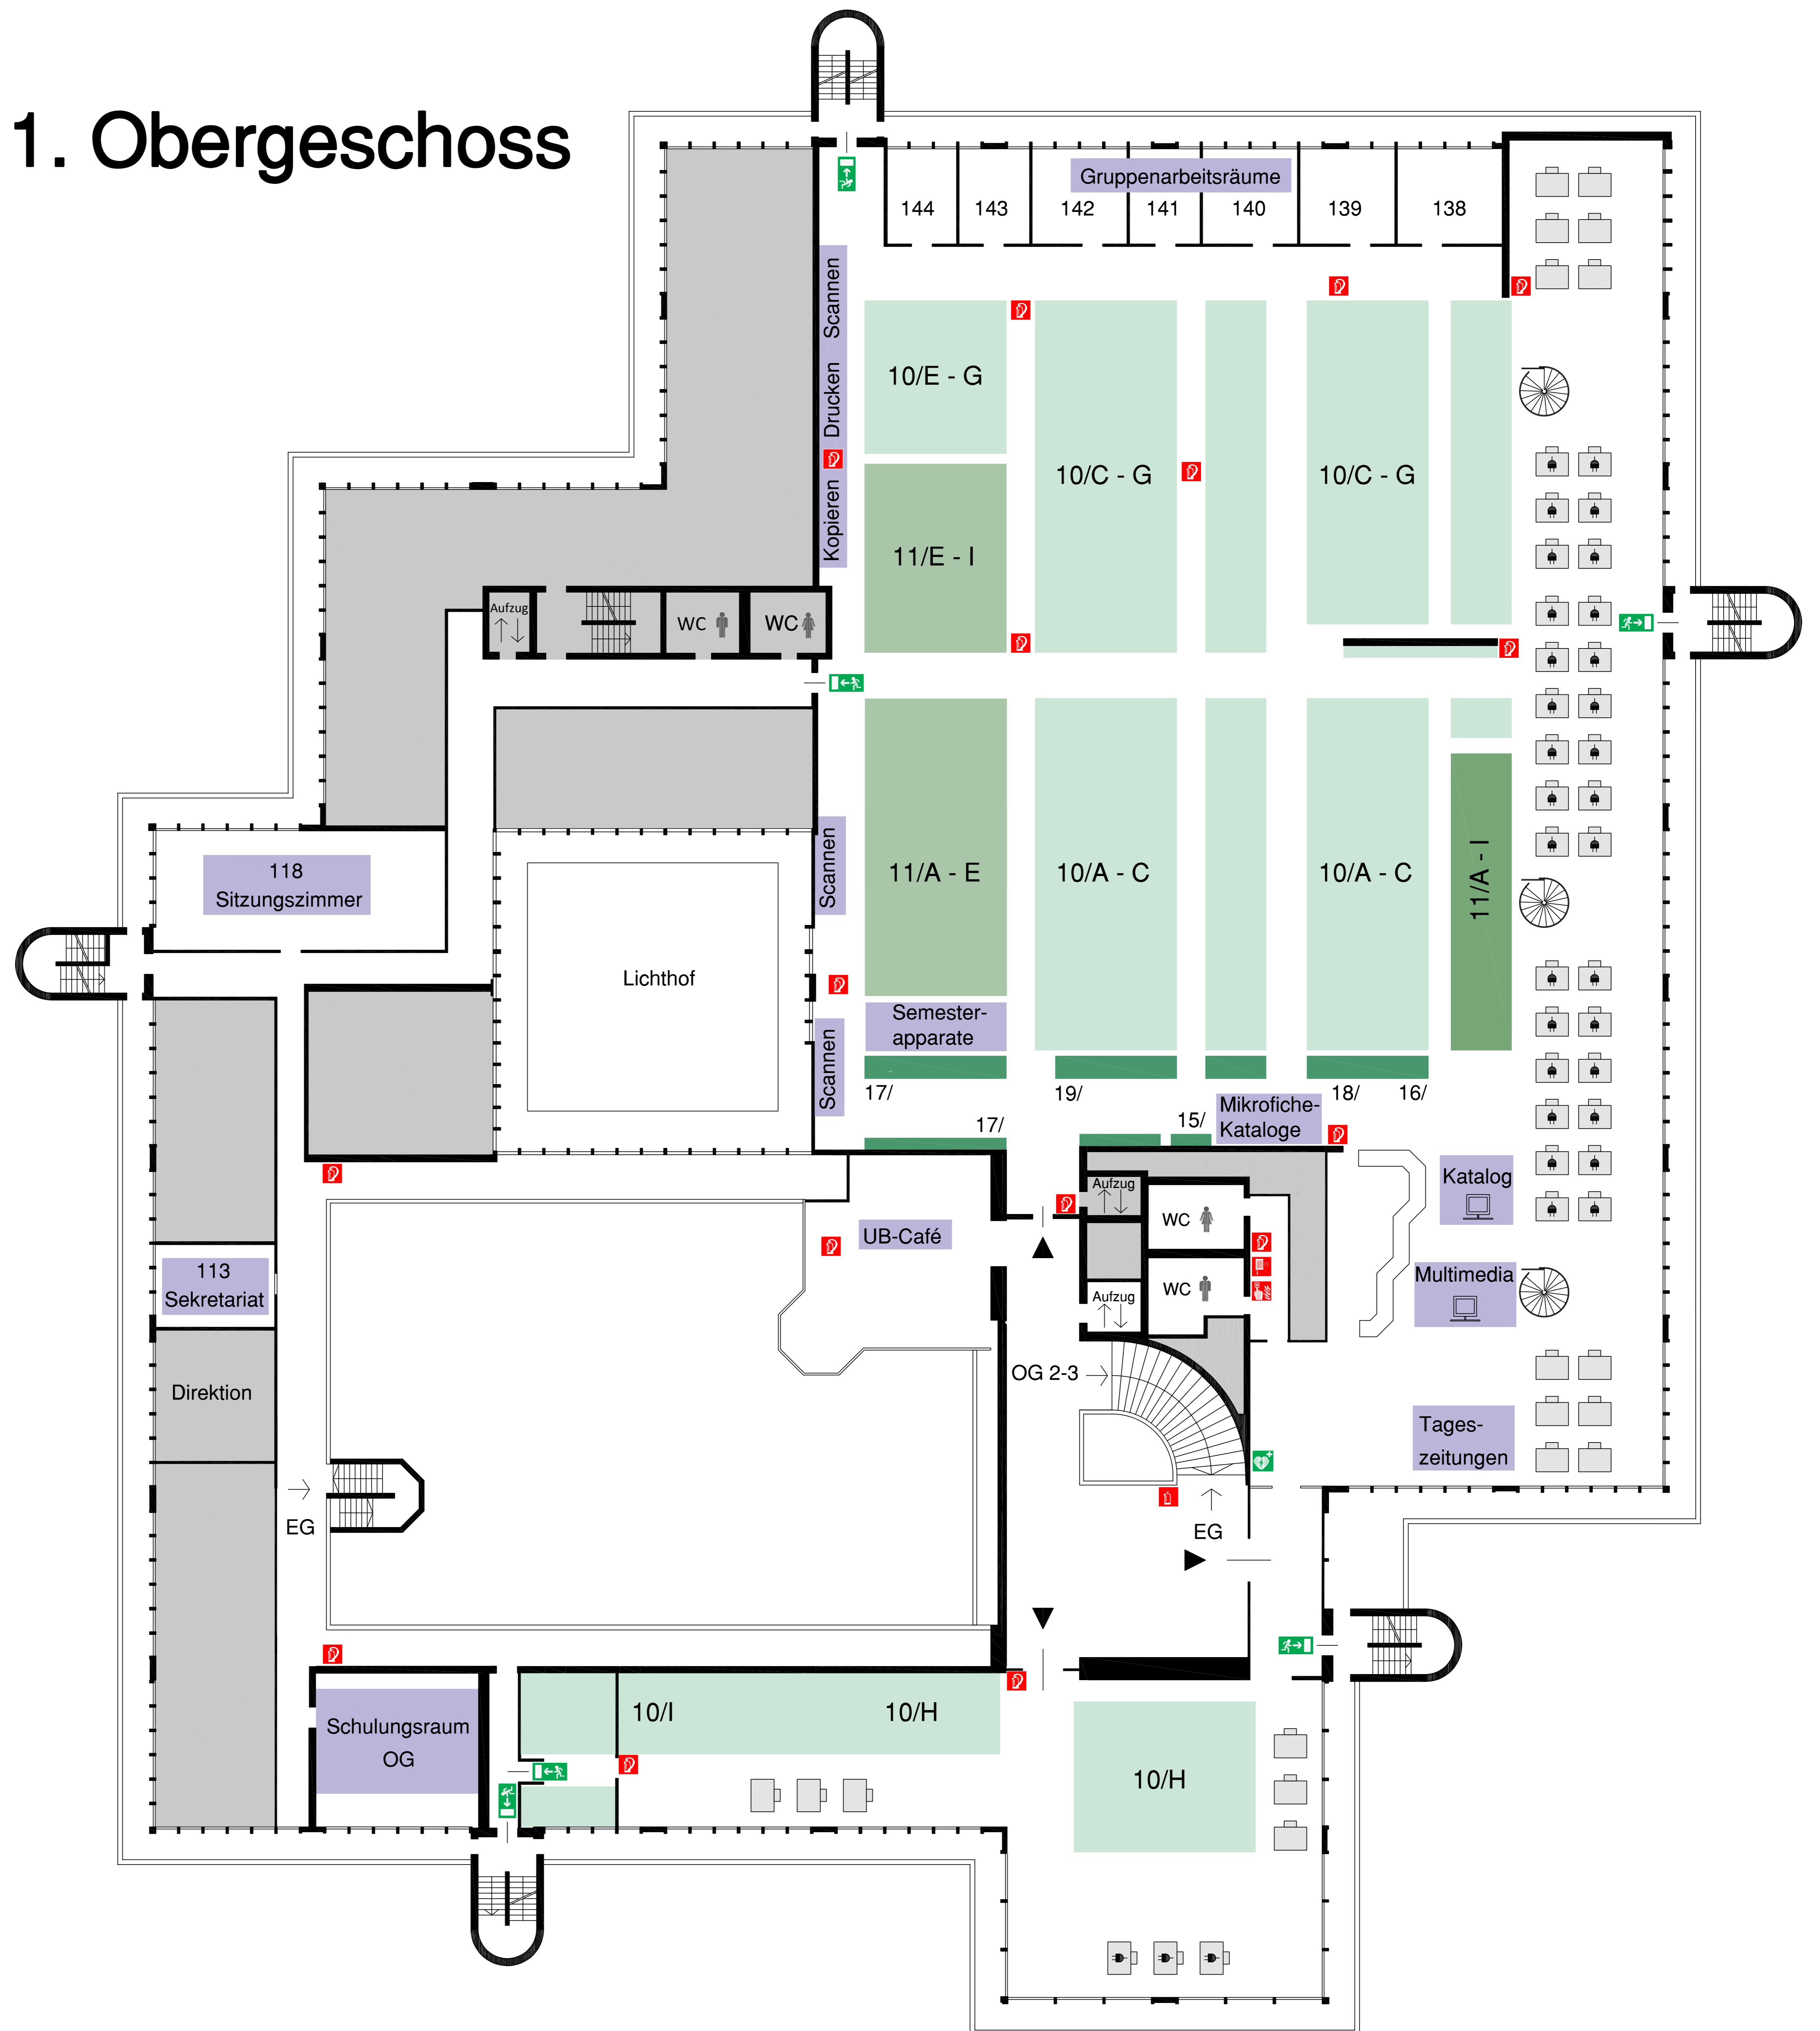 1. Obergeschoss
Gruppenarbeitsräume
144
143
142
141
140
139
138
Scannen
Drucken
Kopieren
10/E - G
10/C - G
10/C - G
11/E - I
Aufzug
WC
WC
11/A - E
10/A - C
10/A - C
11/A - I
Scannen
118
Sitzungszimmer
Lichthof
Semester-
apparate
Scannen
17/
19/
18/
16/
17/
15/
Mikrofiche-
Kataloge
Aufzug
WC
Katalog
UB-Café
113
Sekretariat
Multimedia
WC
Aufzug
OG 2-3
Direktion
Tages-
zeitungen
EG
EG
10/I
10/H
Schulungsraum
OG
10/H